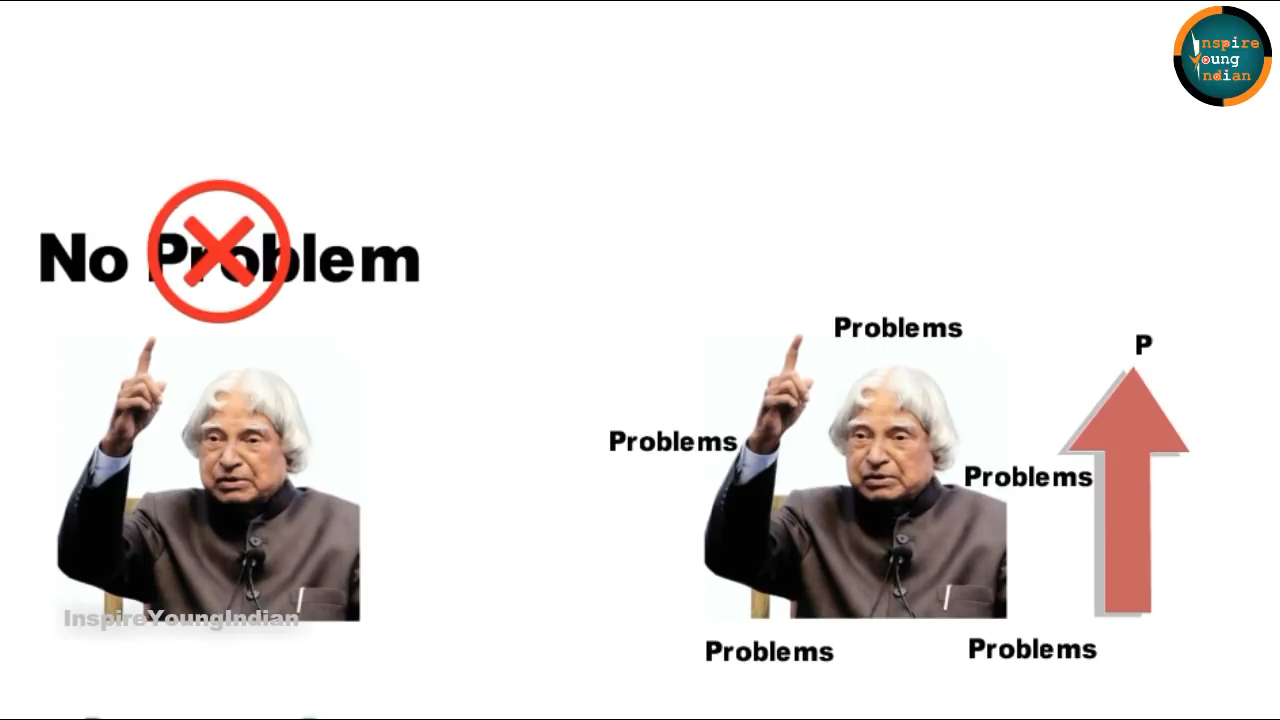 Inspire
Young
Indian
No Problem
Problems
P
Problems
Problems
InspireYoungIndian
Problems
Problems